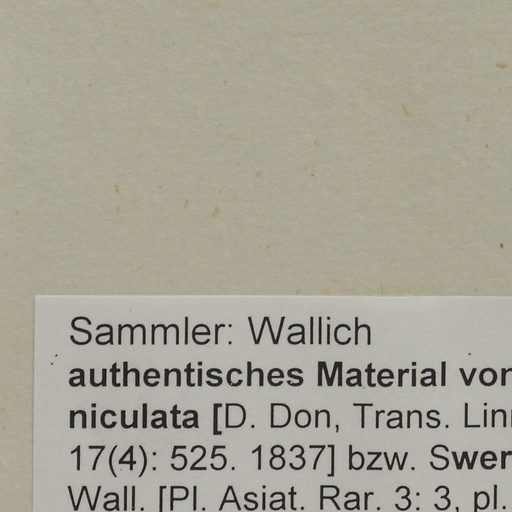 Sammler: Wallich
authentisches Material von
niculata [D. Don, Trans. Linn
17(4): 525. 1837] bzw. Swer
Wall. [Pl. Asiat. Rar. 3: 3, pl.